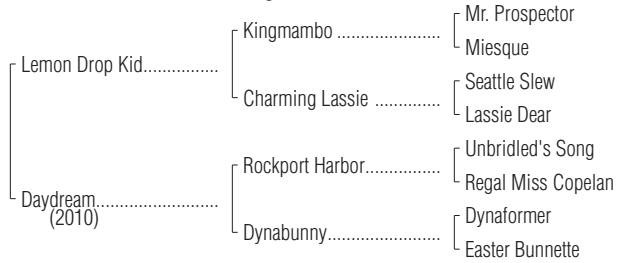 Mr. Prospector
Kingmambo ..................
Miesque
Lemon Drop Kid................
Seattle Slew
Charming Lassie ...............
Lassie Dear
Unbridled's Song
Rockport Harbor................
Regal Miss Copelan
Daydream..........................
(2010)
Dynaformer
Dynabunny........................
Easter Bunnette